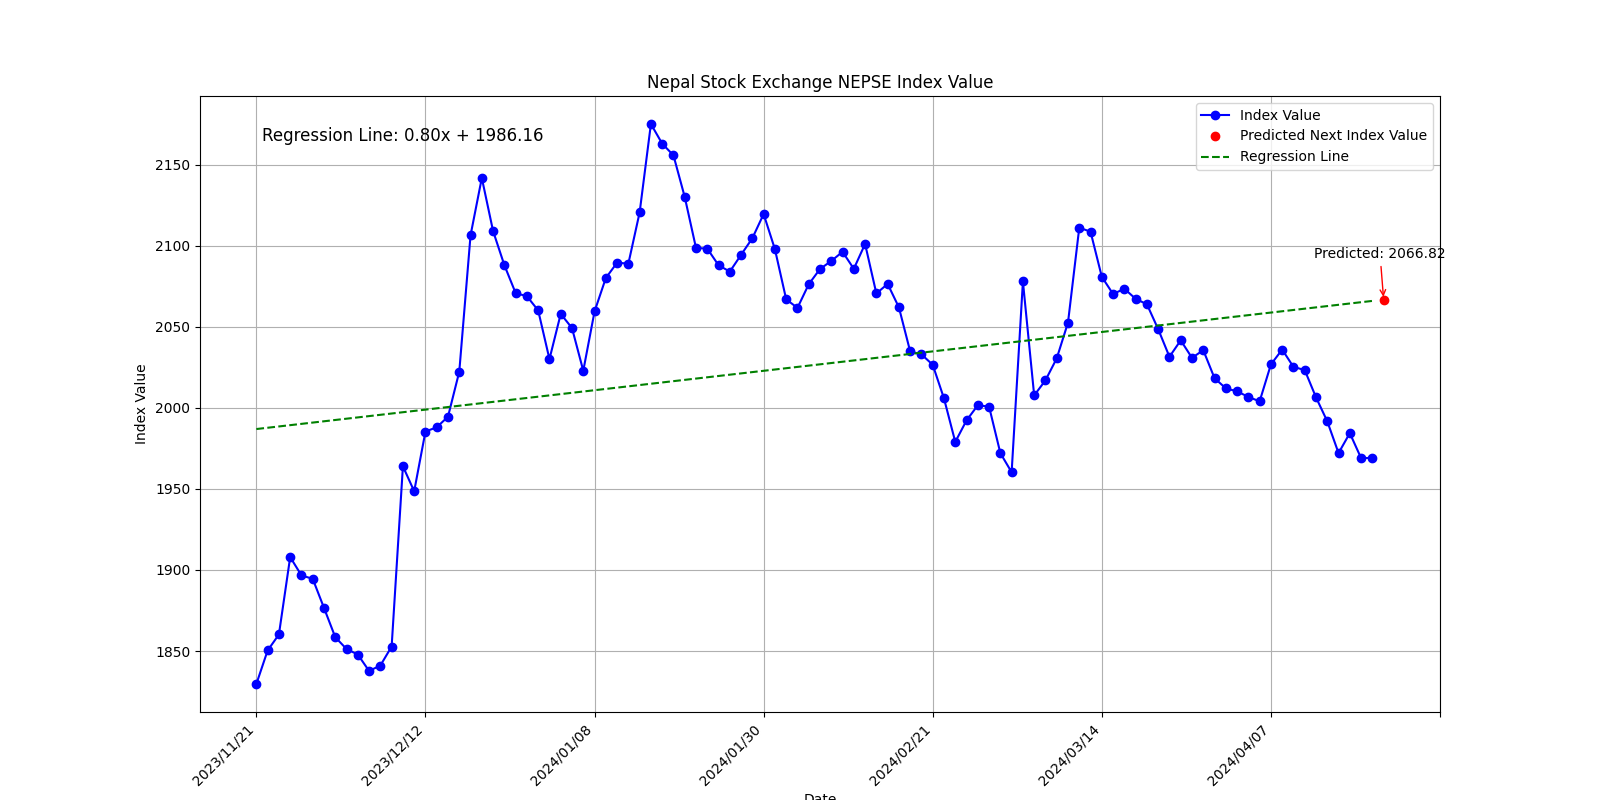 Nepal Stock Exchange NEPSE Index Value
Regression Line: 0.80x + 1986.16
Index Value
Predicted Next Index Value
Regression Line
Predicted: 2066.82
Index Value
2150
2100
2050
2000
1950
1900
1850
2023/11/21
2023/12/12
2024/01/08
2024/01/30
2024/02/21
2024/03/14
2024/04/07
Date